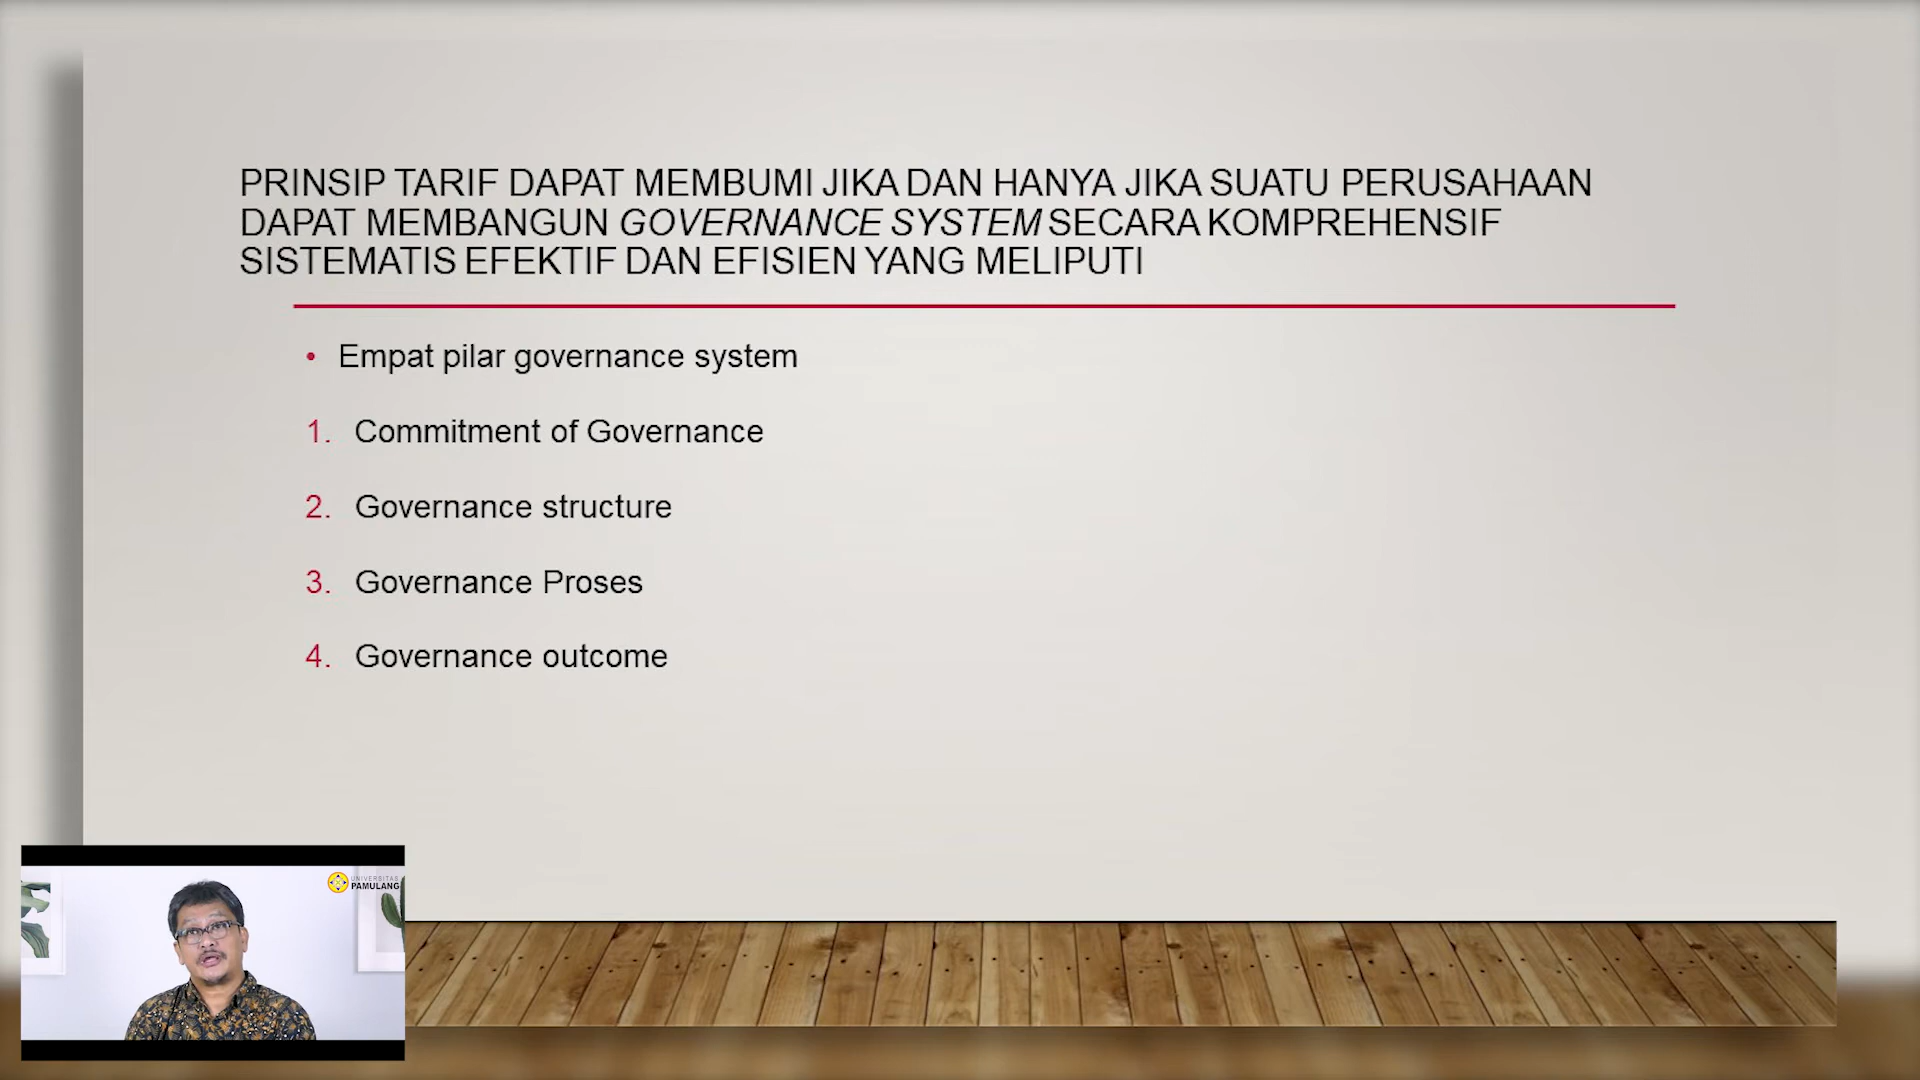 PRINSIP TARIF DAPAT MEMBUMI JIKA DAN HANYA JIKA SUATU PERUSAHAAN
DAPAT MEMBANGUN GOVERNANCE SYSTEM SECARA KOMPREHENSIF
SISTEMATIS EFEKTIF DAN EFISIEN YANG MELIPUTI
• Empat pilar governance system
1. Commitment of Governance
2. Governance structure
3. Governance Proses
4. Governance outcome
UNIVERSITAS
PAMULANG